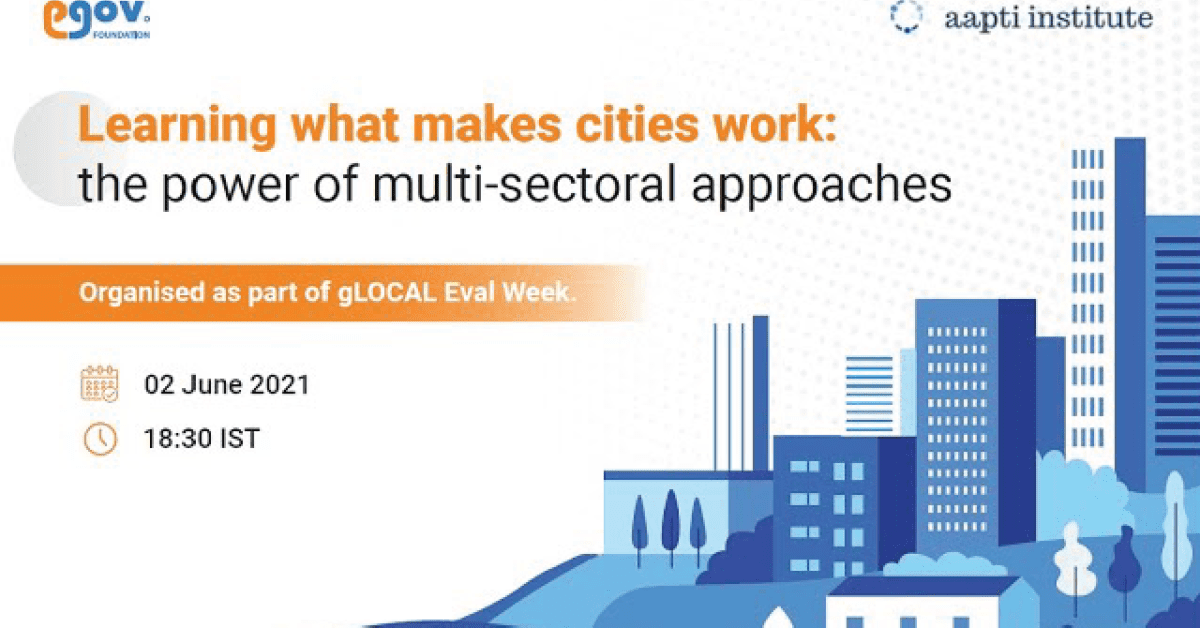 egov
FOUNDATION
aapti institute
Learning what makes cities work:
the power of multi-sectoral approaches
Organised as part of gLOCAL Eval Week.
02 June 2021
18:30 IST